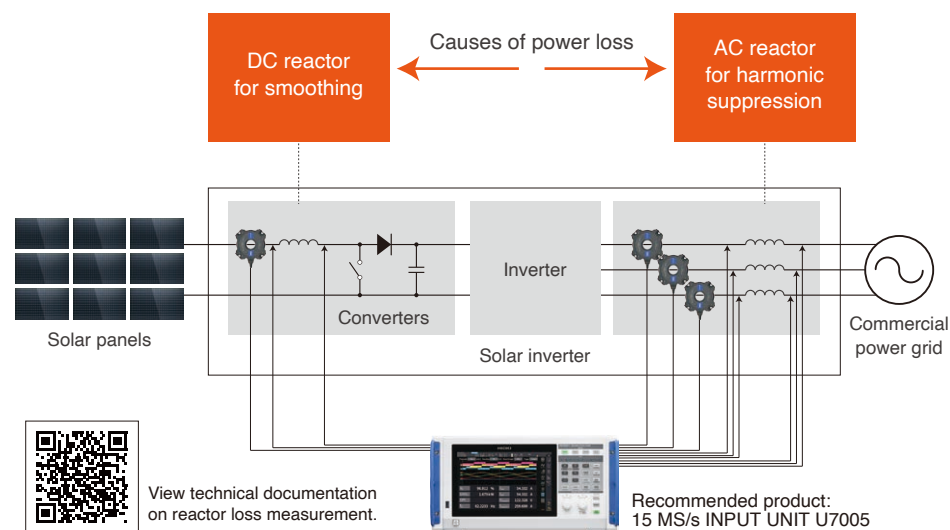 DC reactor
for smoothing
Causes of power loss
AC reactor
for harmonic
suppression
Inverter
Converters
Solar inverter
Solar panels
Commercial
power grid
View technical documentation
on reactor loss measurement.
Recommended product:
15 MS/s INPUT UNIT U7005